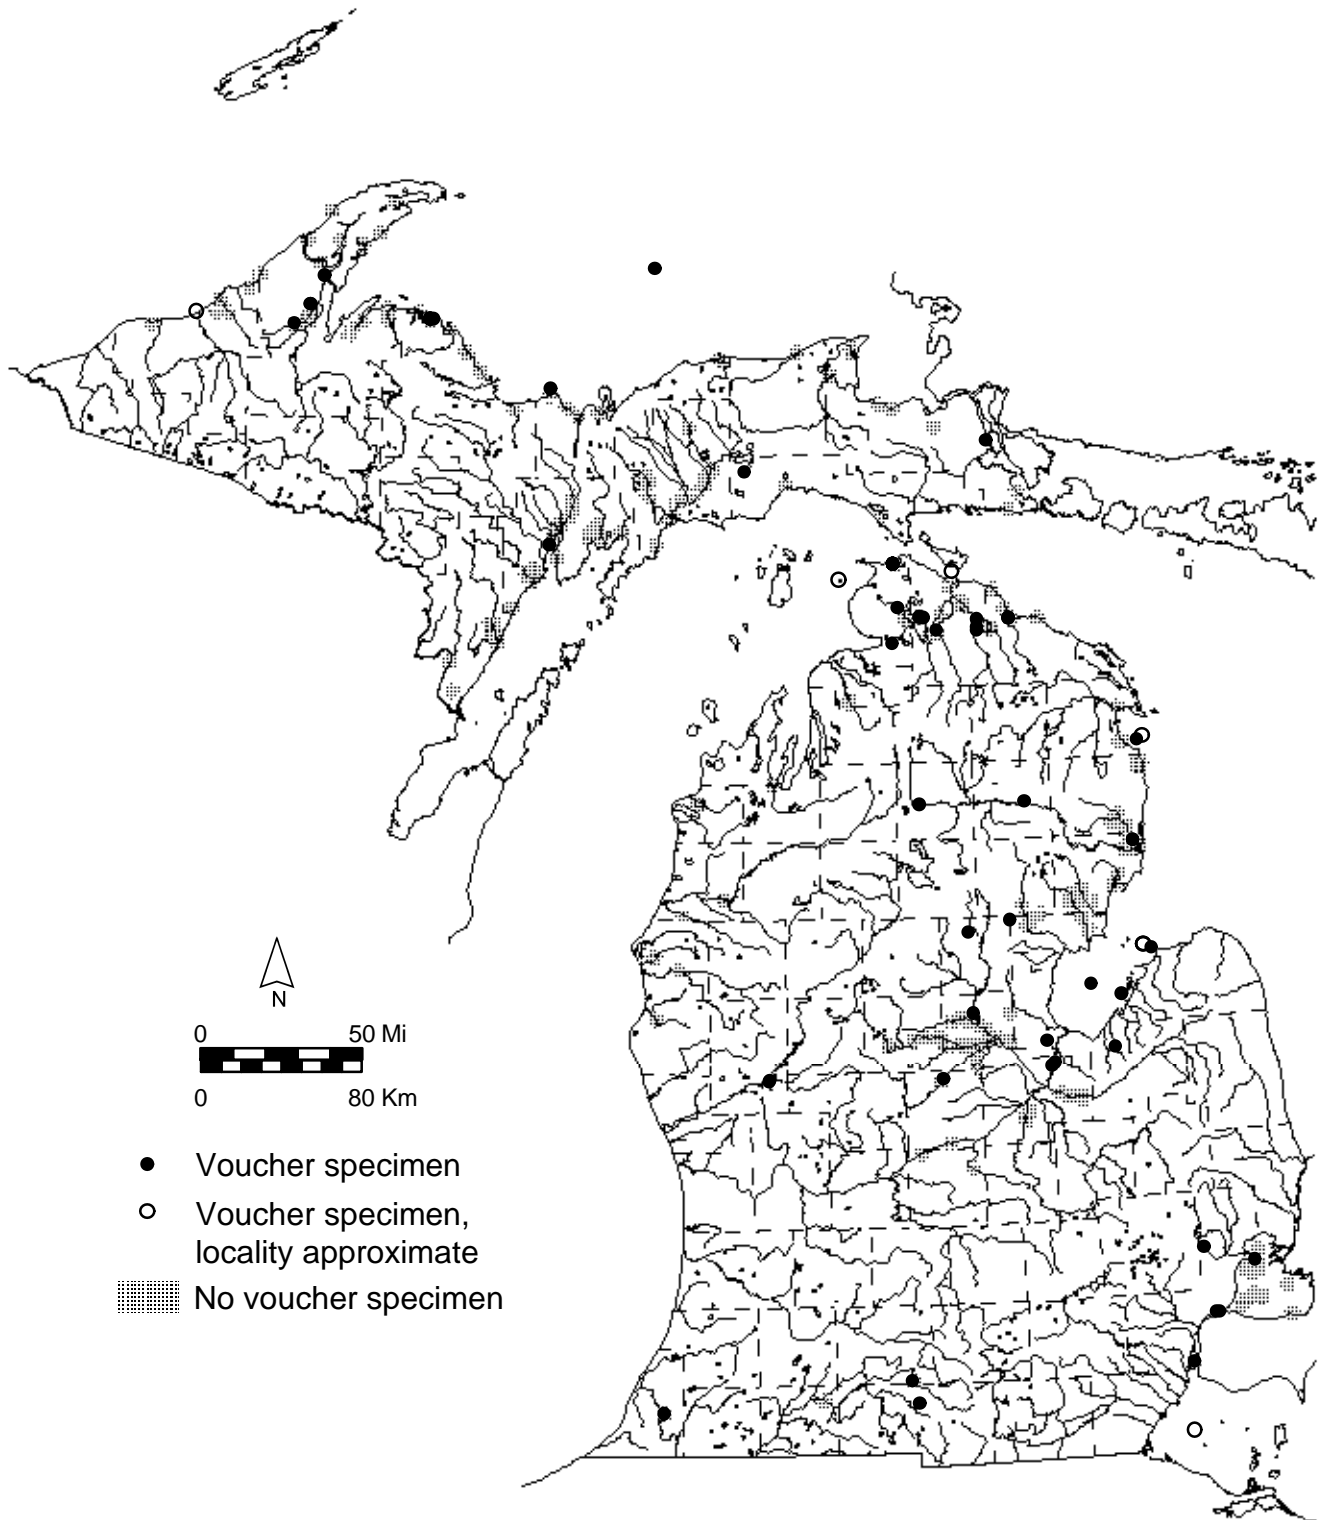 N
0 50 Mi
0 80 Km
Voucher specimen
Voucher specimen,
locality approximate
No voucher specimen